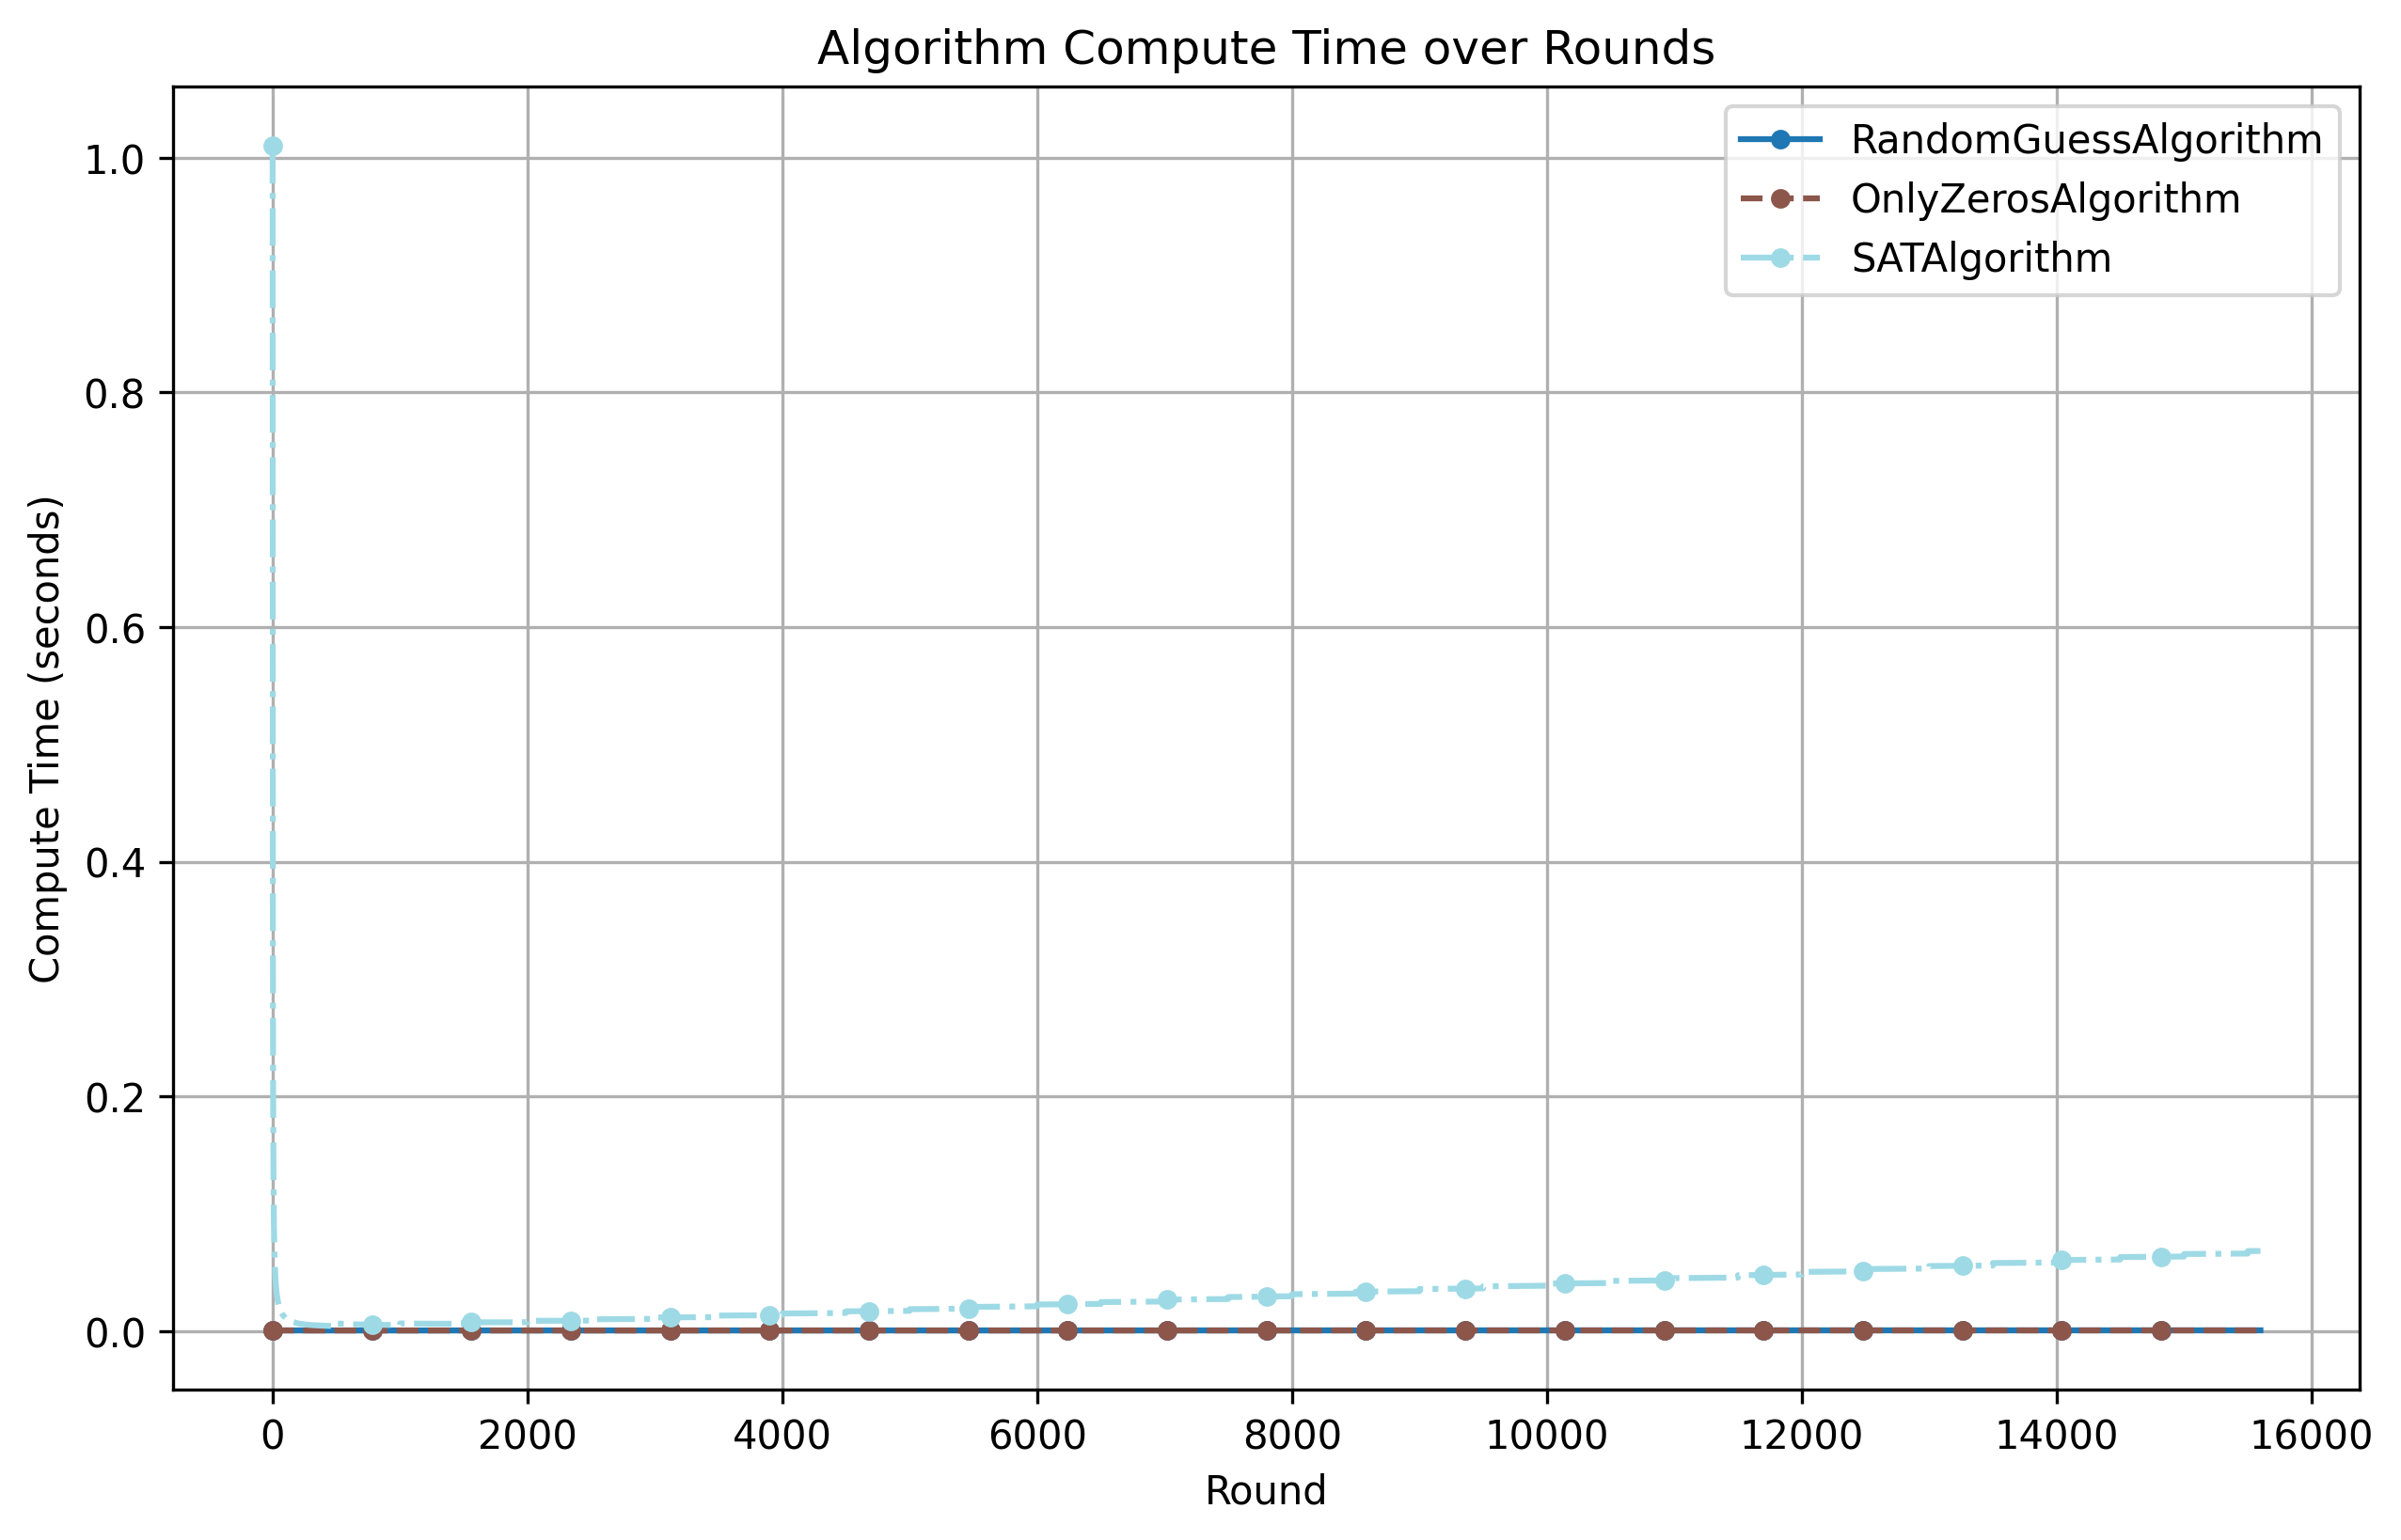 Algorithm Compute Time over Rounds
RandomGuessAlgorithm
OnlyZerosAlgorithm
SATAlgorithm
Compute Time (seconds)
1.0
0.8
0.6
0.4
0.2
0.0
0 2000 4000 6000 8000 10000 12000 14000 16000
Round